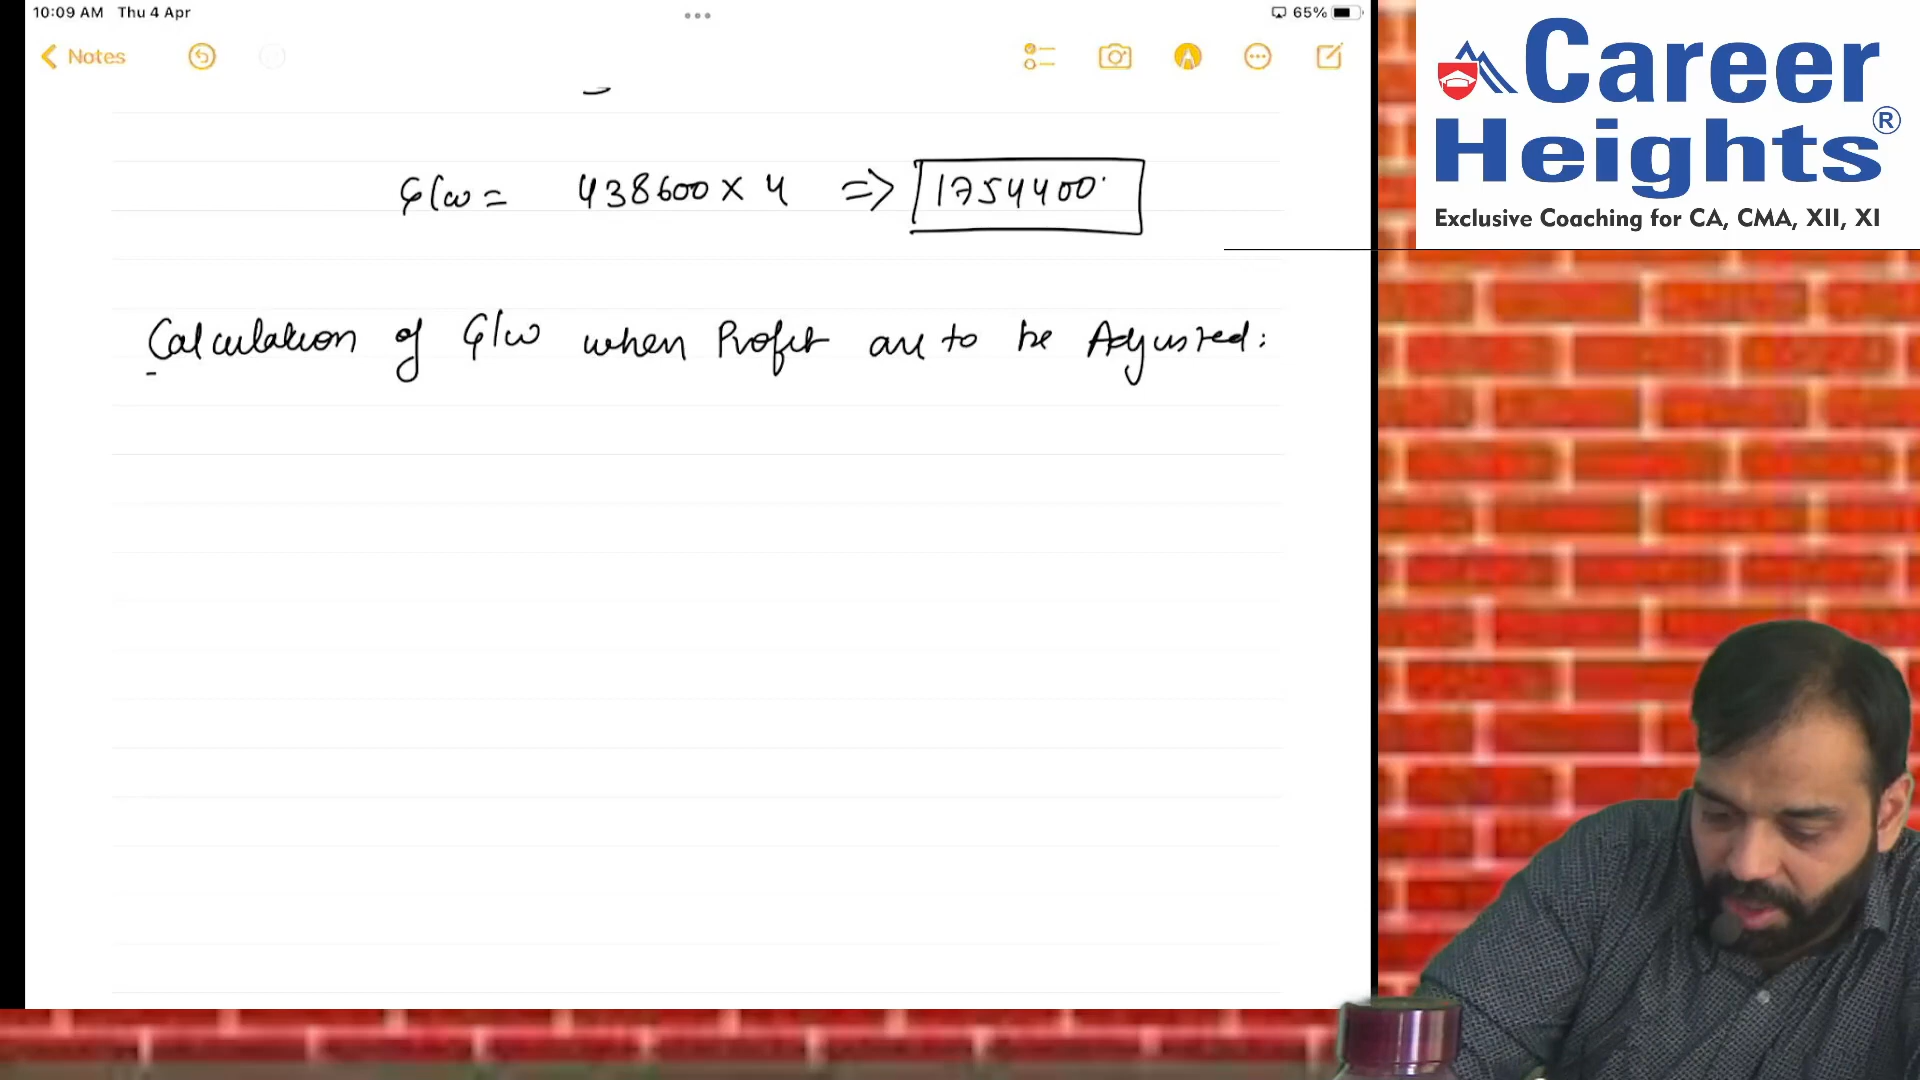 10:09 AM Thu 4 Apr
65%
Notes
G/w = 438600 x 4 => 1754400
Calculation of G/w when Profit are to be Adjusted:
Career
Heights®
Exclusive Coaching for CA, CMA, XII, XI